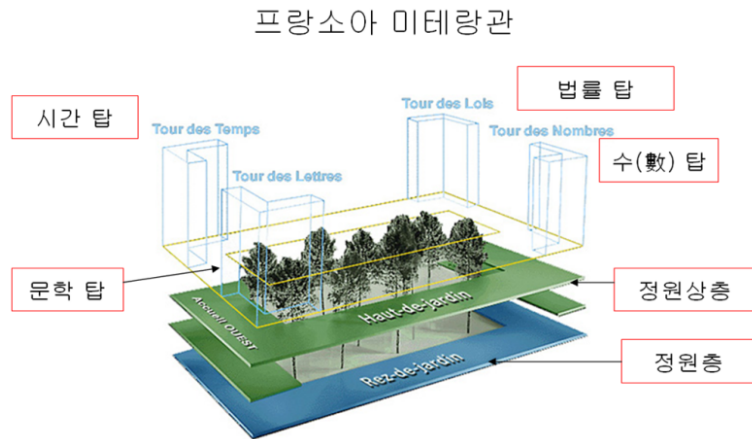 프랑소아 미테랑관
법률 탑
시간 탑
Tour des Lois
Tour des Temps
Tour des Nombres
수(數) 탑
Tour des Lettres
문학 탑
정원상층
Accueil OUEST
Haut-de-jardin
정원층
Rez-de-jardin